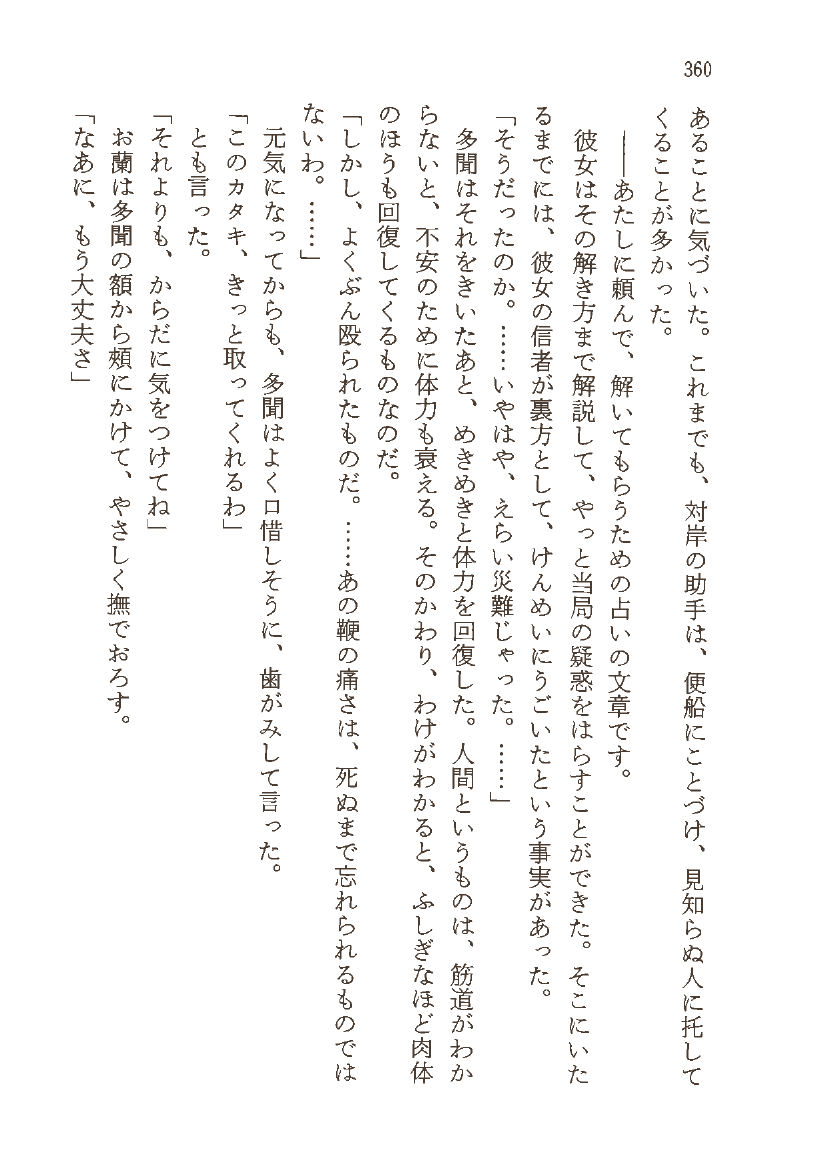 360
あることに気づいた。これまでも、対岸の助手は、便船にことづけ、見知らぬ人に托して
くることが多かった。
――あたしに頼んで、解いてもらうための占いの文章です。
彼女はその解き方まで解説して、やっと当局の疑惑をはらすことができた。そこにいた
るまでには、彼女の信者が裏方として、けんめいにうごいたという事実があった。
「そうだったのか。……いやはや、えらい災難じゃった。……」
多聞はそれをきいたあと、めきめきと体力を回復した。人間というものは、筋道がわか
らないと、不安のために体力も衰える。そのかわり、わけがわかると、ふしぎなほど肉体
のほうも回復してくるものなのだ。
「しかし、よくぶん殴られたものだ。……あの鞭の痛さは、死ぬまで忘れられるものでは
ないわ。……」
元気になってからも、多聞はよく口惜しそうに、歯がみして言った。
「このカタキ、きっと取ってくれるわ」
とも言った。
「それよりも、からだに気をつけてね」
お蘭は多聞の額から頰にかけて、やさしく撫でおろす。
「なあに、もう大丈夫さ」